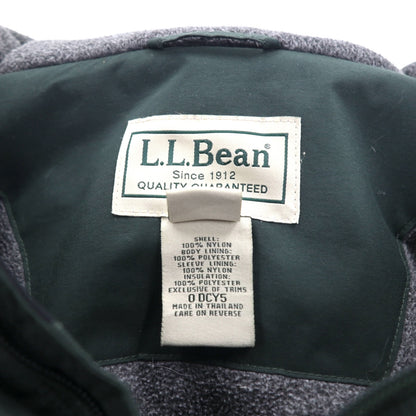 L.L.Bean®
Since 1912
QUALITY GUARANTEED
SHELL:
100% NYLON
BODY LINING:
100% POLYESTER
SLEEVE LINING:
100% NYLON
INSULATION:
100% POLYESTER
EXCLUSIVE OF TRIMS
0 DCY5
MADE IN THAILAND
CARE ON REVERSE